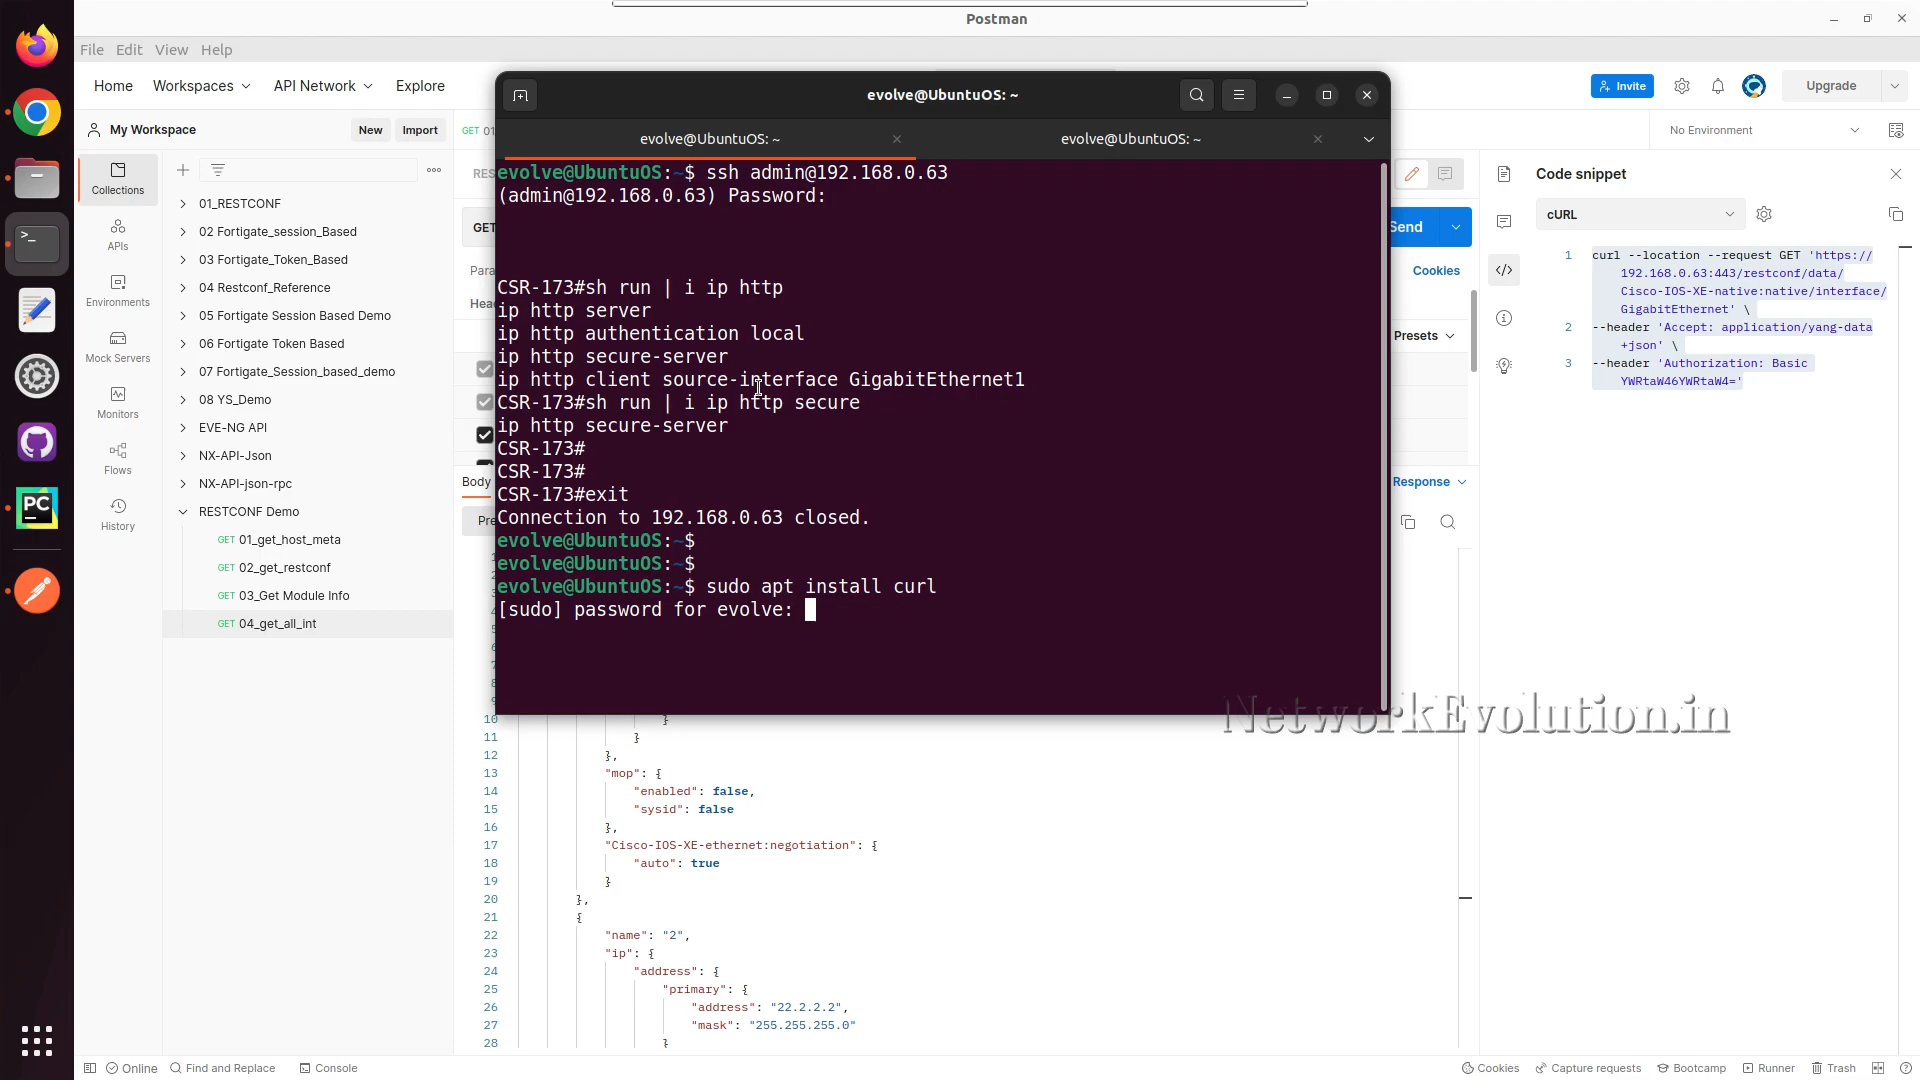 Postman
File Edit View Help
Home Workspaces API Network Explore
Invite
Upgrade
My Workspace
New Import
GET 01
No Environment
Collections
APIs
Environments
Mock Servers
Monitors
Flows
History
01_RESTCONF
02 Fortigate_session_Based
03 Fortigate_Token_Based
04 Restconf_Reference
05 Fortigate Session Based Demo
06 Fortigate Token Based
07 Fortigate_Session_based_demo
08 YS_Demo
EVE-NG API
NX-API-Json
NX-API-json-rpc
RESTCONF Demo
GET 01_get_host_meta
GET 02_get_restconf
GET 03_Get Module Info
GET 04_get_all_int
RES
GET
Send
Para
Cookies
Hea
Presets
Body
Response
Pre
evolve@UbuntuOS: ~
evolve@UbuntuOS: ~
evolve@UbuntuOS: ~
evolve@UbuntuOS:~$ ssh admin@192.168.0.63
(admin@192.168.0.63) Password:
CSR-173#sh run | i ip http
ip http server
ip http authentication local
ip http secure-server
ip http client source-interface GigabitEthernet1
CSR-173#sh run | i ip http secure
ip http secure-server
CSR-173#
CSR-173#
CSR-173#exit
Connection to 192.168.0.63 closed.
evolve@UbuntuOS:~$
evolve@UbuntuOS:~$
evolve@UbuntuOS:~$ sudo apt install curl
[sudo] password for evolve:
10 }
11 }
12 },
13 "mop": {
14 "enabled": false,
15 "sysid": false
16 },
17 "Cisco-IOS-XE-ethernet:negotiation": {
18 "auto": true
19 }
20 },
21 {
22 "name": "2",
23 "ip": {
24 "address": {
25 "primary": {
26 "address": "22.2.2.2",
27 "mask": "255.255.255.0"
28 }
Code snippet
cURL
1 curl --location --request GET 'https://
192.168.0.63:443/restconf/data/
Cisco-IOS-XE-native:native/interface/
GigabitEthernet' \
2 --header 'Accept: application/yang-data
+json' \
3 --header 'Authorization: Basic
YWRtaW46YWRtaW4='
NetworkEvolution.in
Online Find and Replace Console
Cookies Capture requests Bootcamp Runner Trash